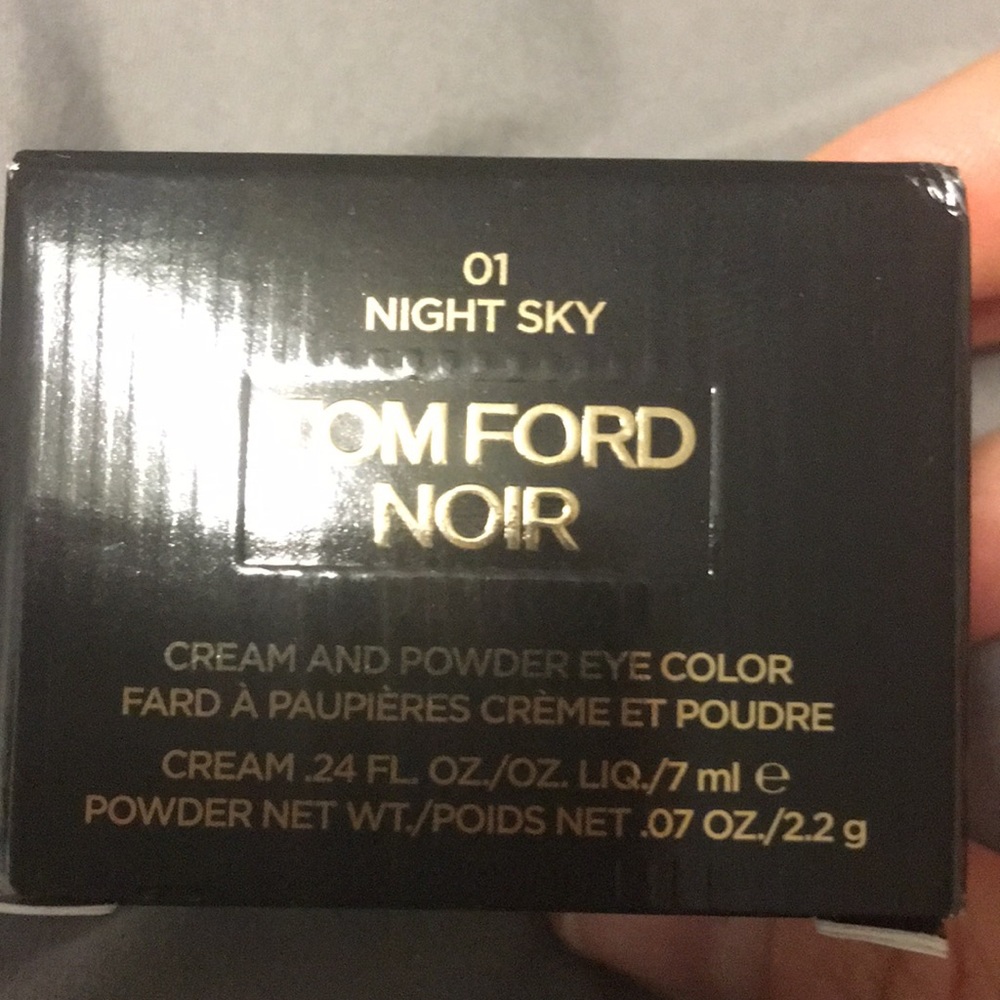 01
NIGHT SKY
TOM FORD
NOIR
CREAM AND POWDER EYE COLOR
FARD À PAUPIÈRES CRÈME ET POUDRE
CREAM .24 FL. OZ./OZ. LIQ./7 ml ℮
POWDER NET WT./POIDS NET .07 OZ./2.2 g